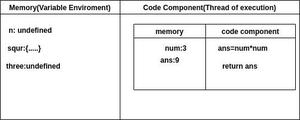 Memory(Variable Enviroment)
Code Component(Thread of execution)
n: undefined
squr:{.....}
three:undefined
memory
code component
num:3
ans=num*num
ans:9
return ans